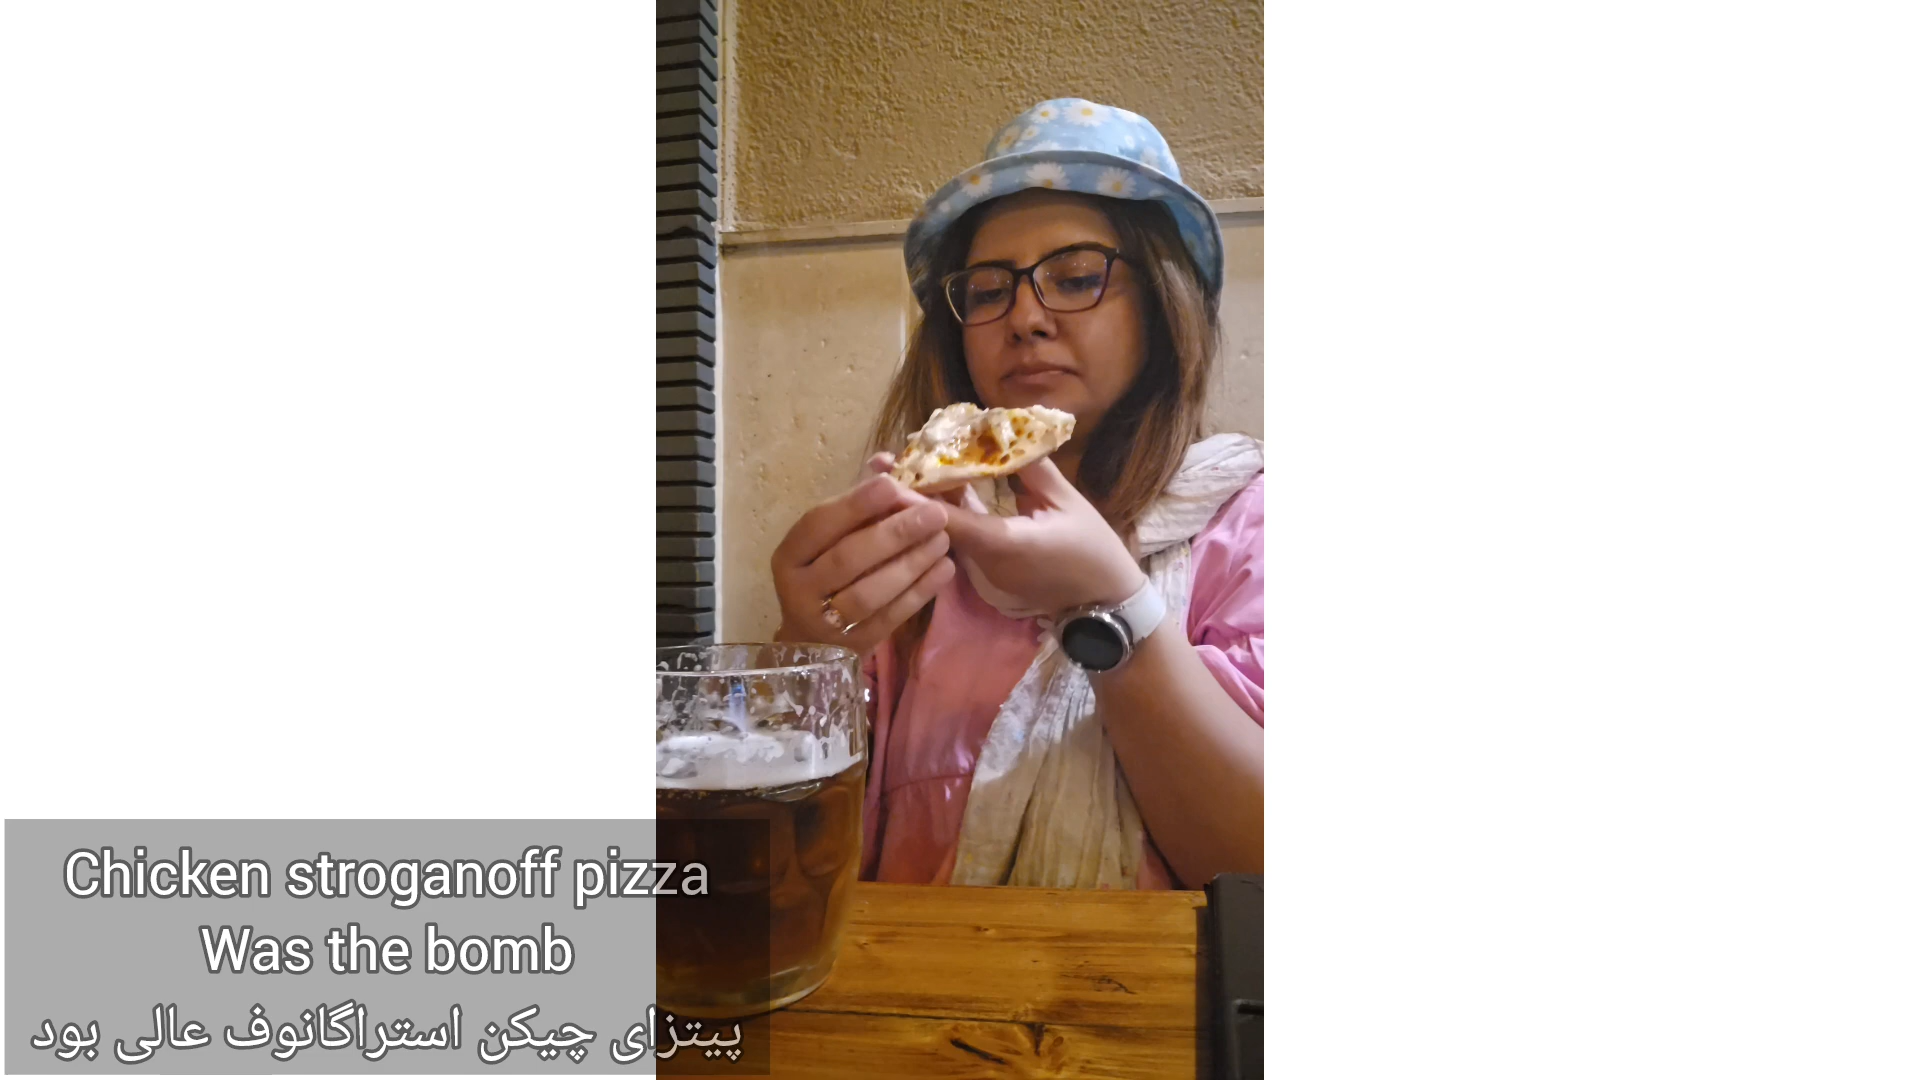 Chicken stroganoff pizza
Was the bomb
پیتزای چیکن استراگانوف عالی بود